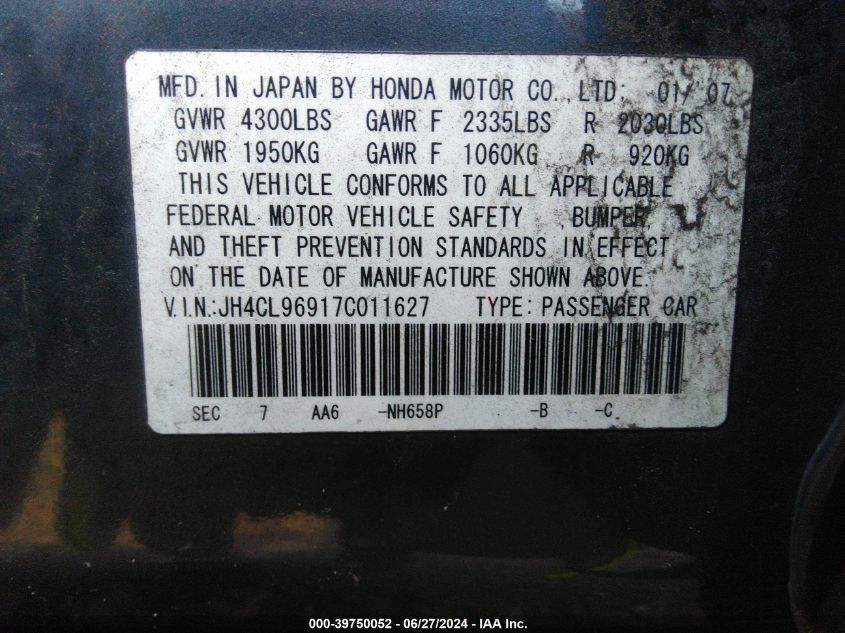 MFD. IN JAPAN BY HONDA MOTOR CO., LTD; 01/ 07
GVWR 4300LBS GAWR F 2335LBS R 2030LBS
GVWR 1950KG GAWR F 1060KG R 920KG
THIS VEHICLE CONFORMS TO ALL APPLICABLE
FEDERAL MOTOR VEHICLE SAFETY , BUMPER,
AND THEFT PREVENTION STANDARDS IN EFFECT
ON THE DATE OF MANUFACTURE SHOWN ABOVE.
V.I.N:JH4CL96917C011627 TYPE: PASSENGER CAR
SEC 7 AA6 -NH658P -B -C
000-39750052 - 06/27/2024 - IAA Inc.